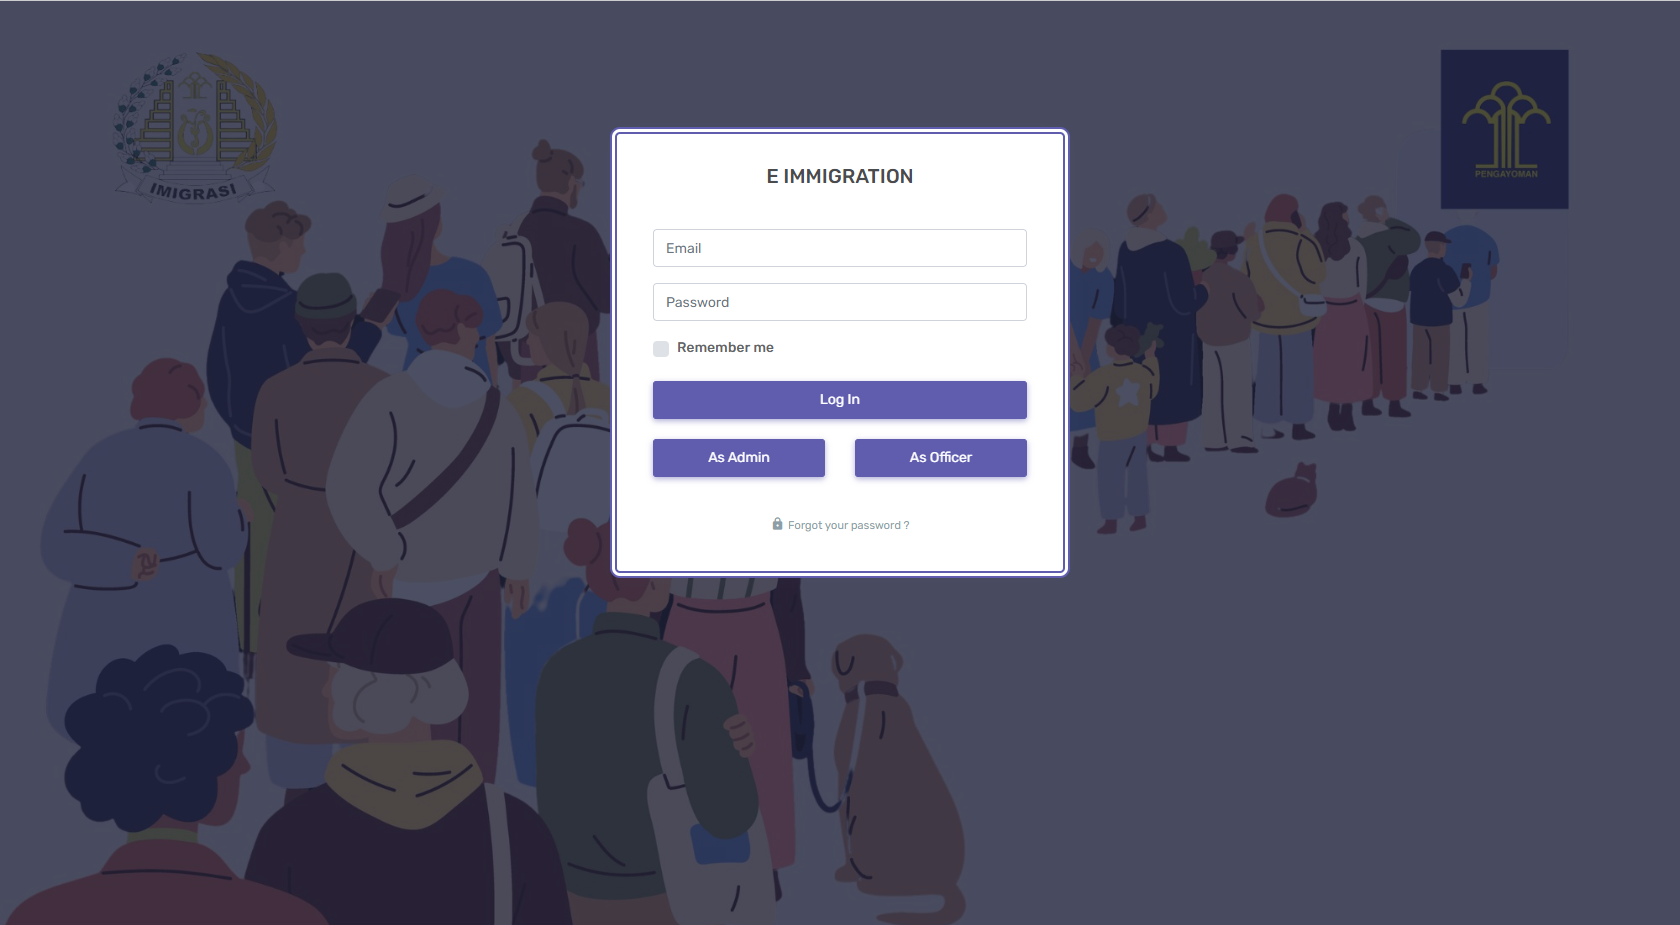 IMIGRASI
PENGAYOMAN
E IMMIGRATION
Email
Password
Remember me
Log In
As Admin
As Officer
Forgot your password ?